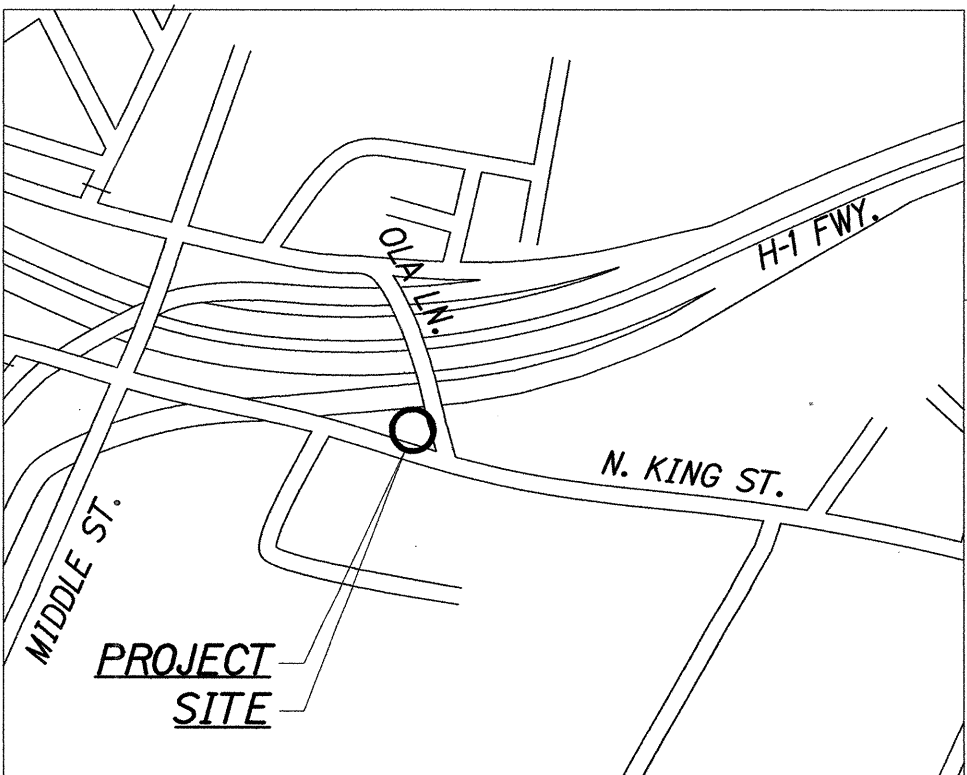 OLA LN.
H-1 FWY.
N. KING ST.
MIDDLE ST.
PROJECT
SITE